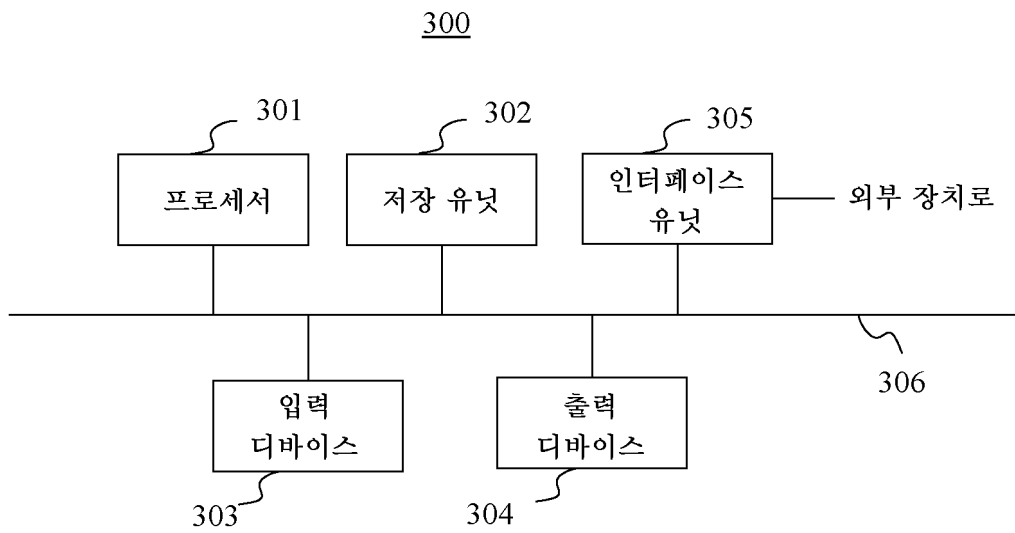 300
301
302
305
프로세서
저장 유닛
인터페이스
유닛
외부 장치로
306
입력
디바이스
출력
디바이스
303
304